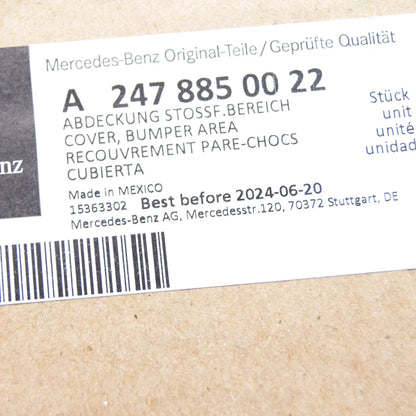 Mercedes-Benz Original-Teile/Geprüfte Qualität
A 247 885 00 22
ABDECKUNG STOSSF.BEREICH
COVER, BUMPER AREA
RECOUVREMENT PARE-CHOCS
CUBIERTA
Stück
unit
unité
unidad
Made in MEXICO
15363302 Best before 2024-06-20
Mercedes-Benz AG, Mercedesstr.120, 70372 Stuttgart, DE
nz